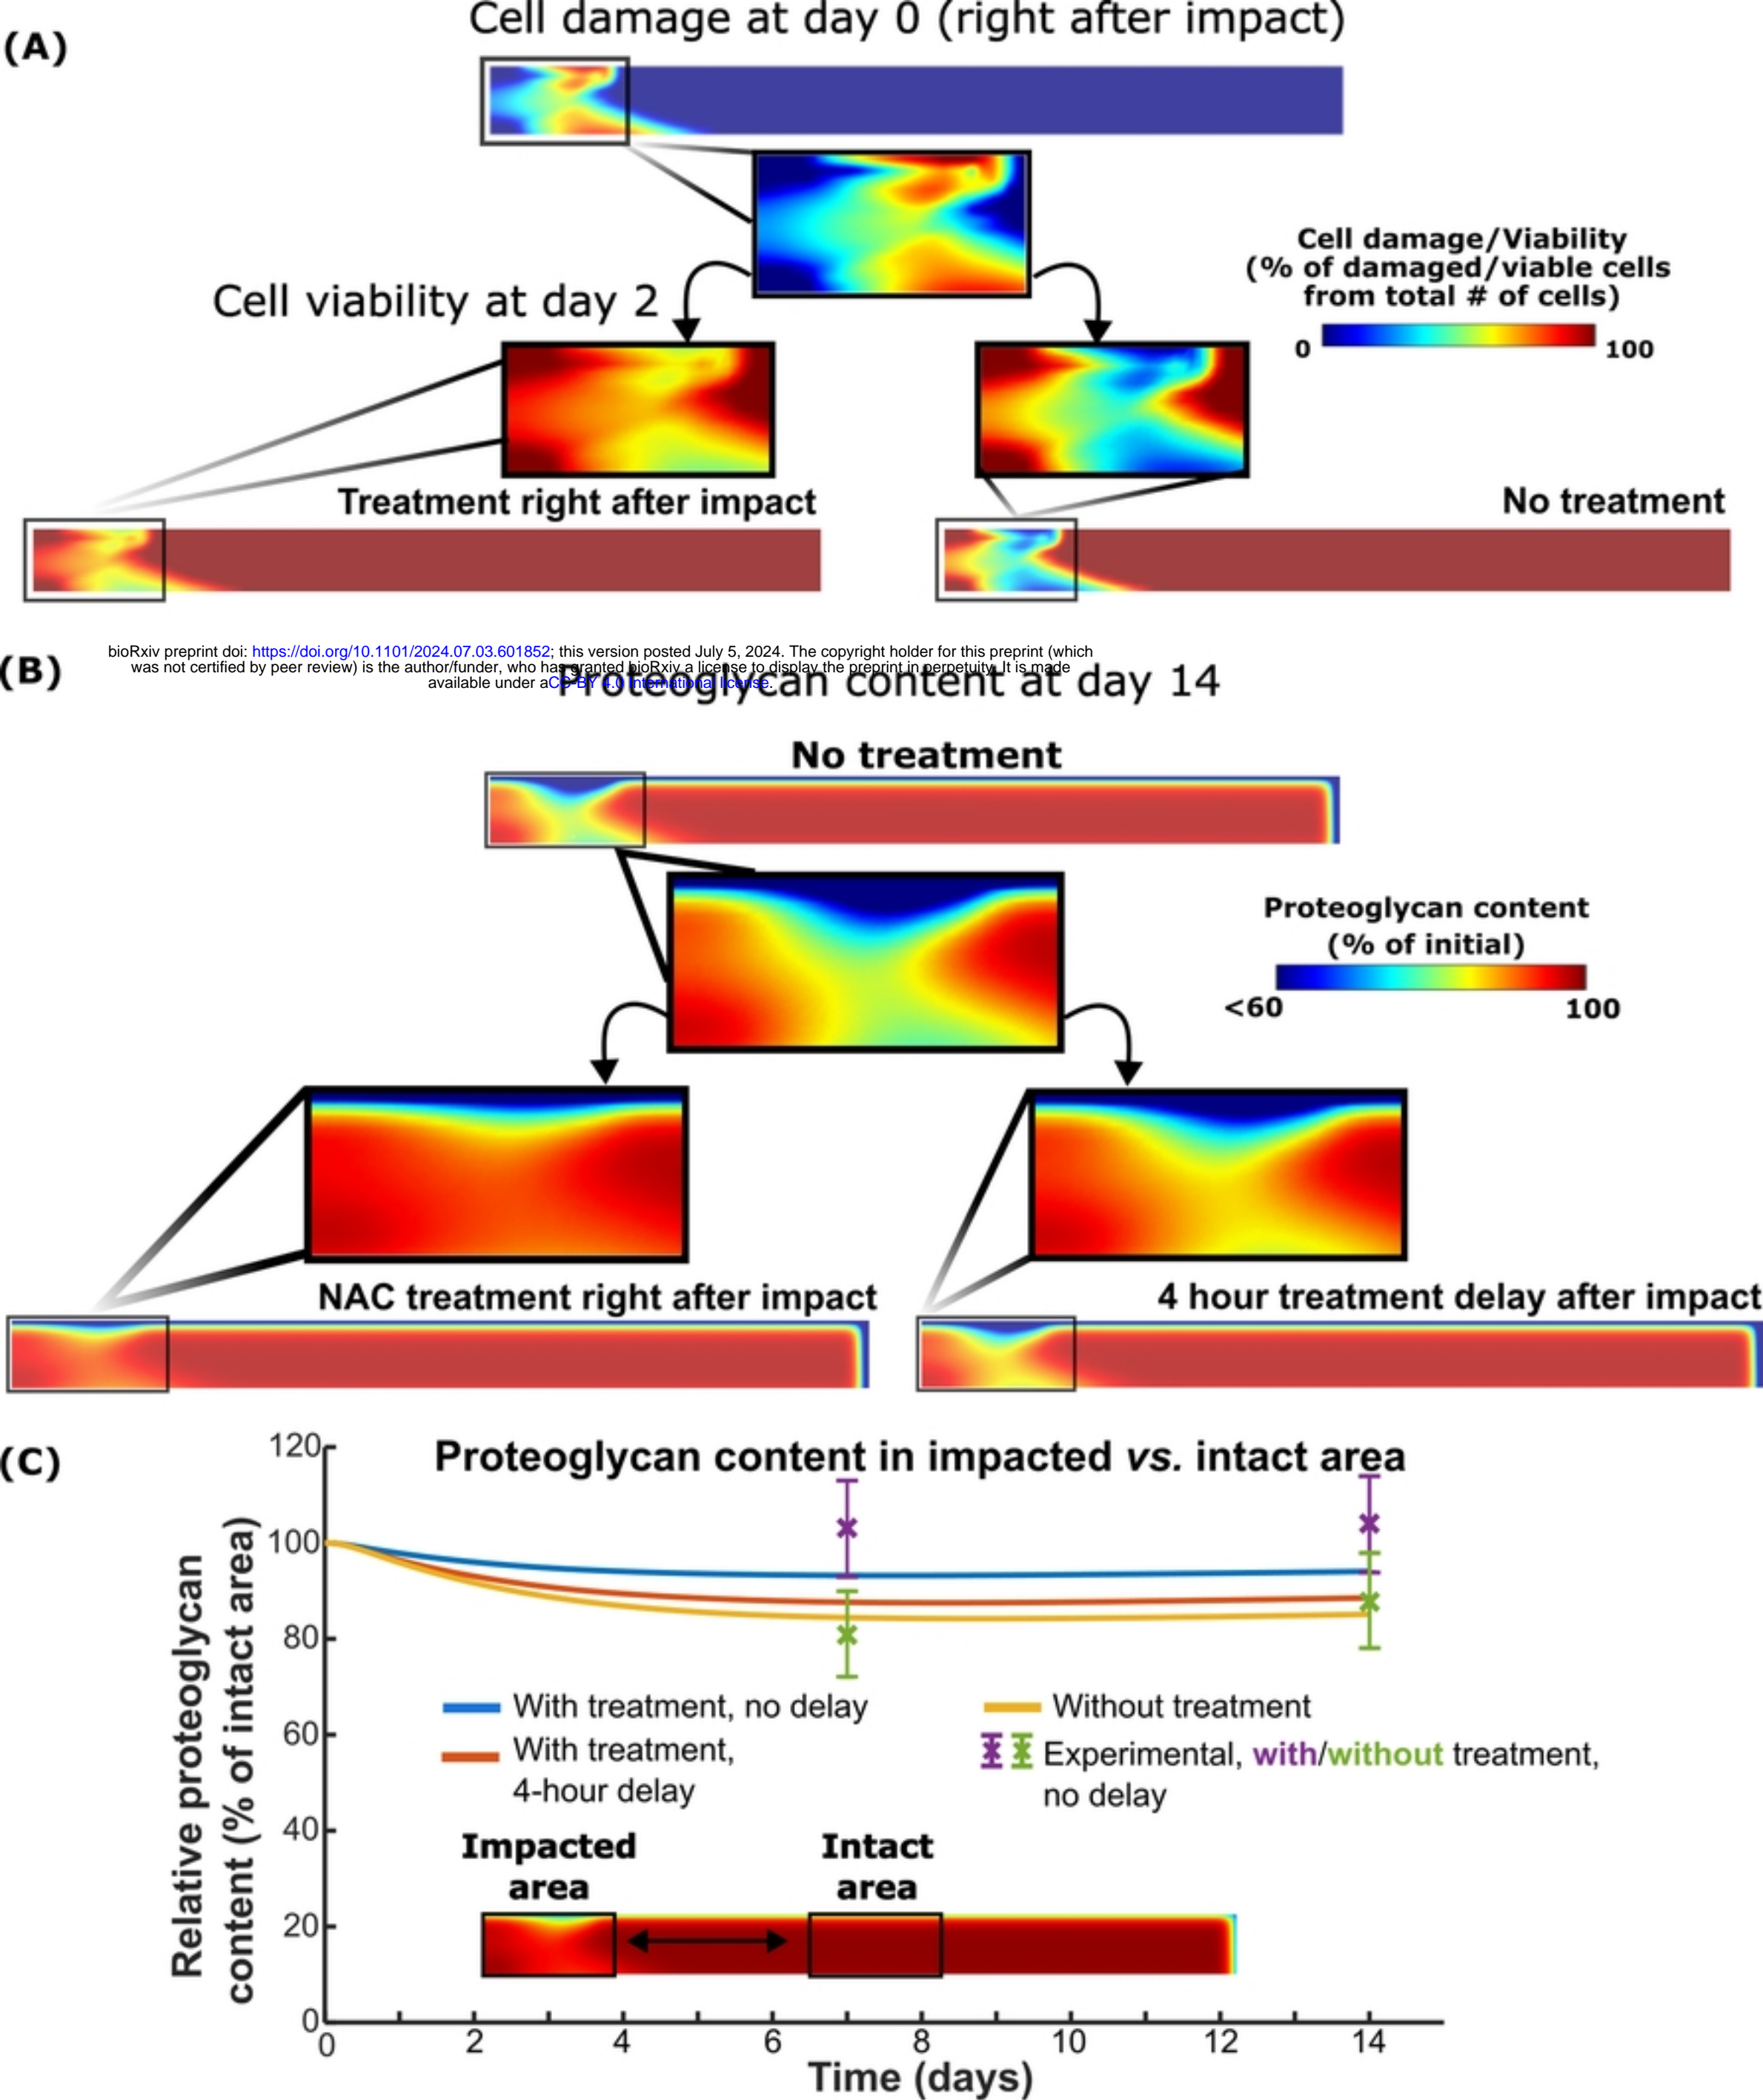 (A)
Cell damage at day 0 (right after impact)
Cell damage/Viability
(% of damaged/viable cells
from total # of cells)
0
100
Cell viability at day 2
Treatment right after impact
No treatment
bioRxiv preprint doi: https://doi.org/10.1101/2024.07.03.601852; this version posted July 5, 2024. The copyright holder for this preprint (which
was not certified by peer review) is the author/funder, who has granted bioRxiv a license to display the preprint in perpetuity. It is made
available under aCC-BY 4.0 International license.
(B)
Proteoglycan content at day 14
No treatment
Proteoglycan content
(% of initial)
<60
100
NAC treatment right after impact
4 hour treatment delay after impact
(C)
Proteoglycan content in impacted vs. intact area
Relative proteoglycan
content (% of intact area)
120
100
80
60
40
20
0
With treatment, no delay
With treatment,
4-hour delay
Without treatment
Experimental, with/without treatment,
no delay
Impacted
area
Intact
area
0
2
4
6
8
10
12
14
Time (days)